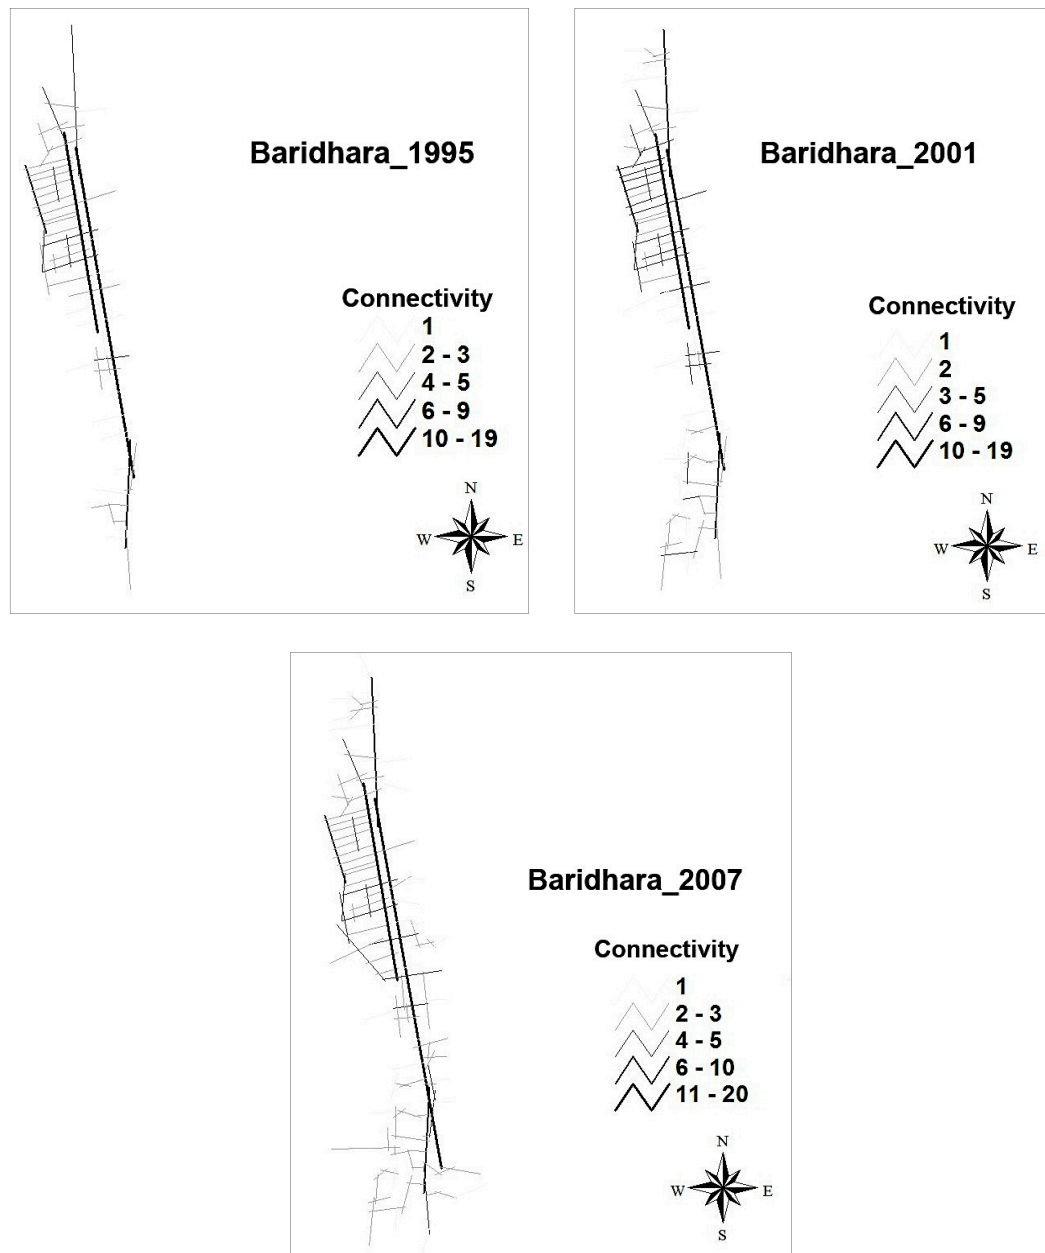 Baridhara_1995
Connectivity
1
2 - 3
4 - 5
6 - 9
10 - 19
N
W E
S
Baridhara_2001
Connectivity
1
2
3 - 5
6 - 9
10 - 19
N
W E
S
Baridhara_2007
Connectivity
1
2 - 3
4 - 5
6 - 10
11 - 20
N
W E
S